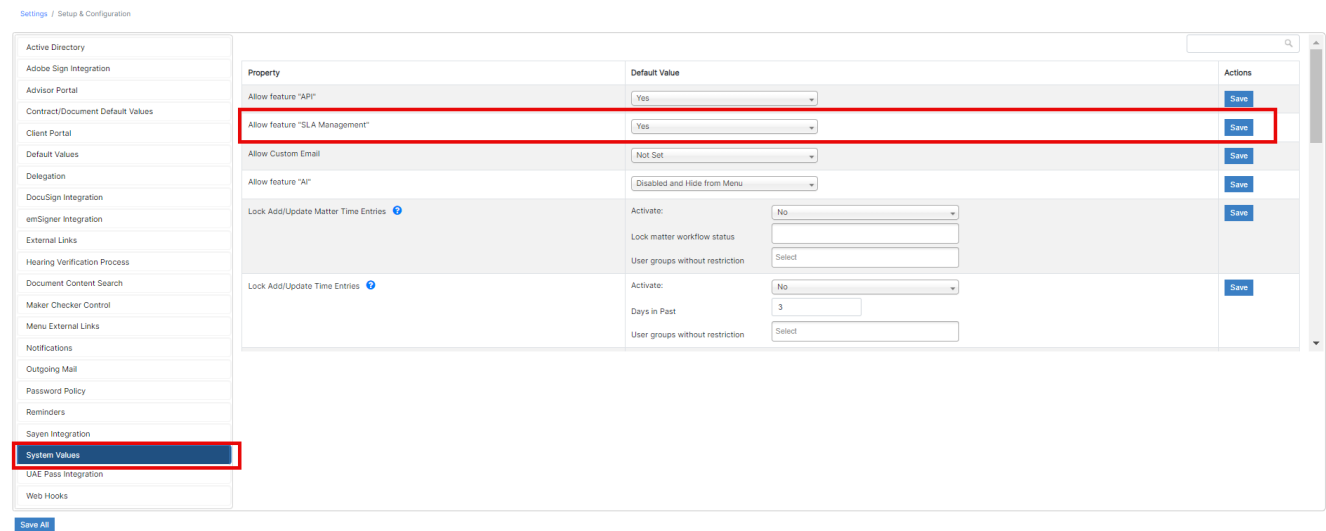 Settings / Setup & Configuration
Active Directory
Adobe Sign Integration
Advisor Portal
Contract/Document Default Values
Client Portal
Default Values
Delegation
DocuSign Integration
emSigner Integration
External Links
Hearing Verification Process
Document Content Search
Maker Checker Control
Menu External Links
Notifications
Outgoing Mail
Password Policy
Reminders
Sayen Integration
System Values
UAE Pass Integration
Web Hooks
Property Default Value Actions
Allow feature "API" Yes Save
Allow feature "SLA Management" Yes Save
Allow Custom Email Not Set Save
Allow feature "AI" Disabled and Hide from Menu Save
Lock Add/Update Matter Time Entries ? Activate: No Save
Lock matter workflow status
User groups without restriction Select
Lock Add/Update Time Entries ? Activate: No Save
Days in Past 3
User groups without restriction Select
Save All